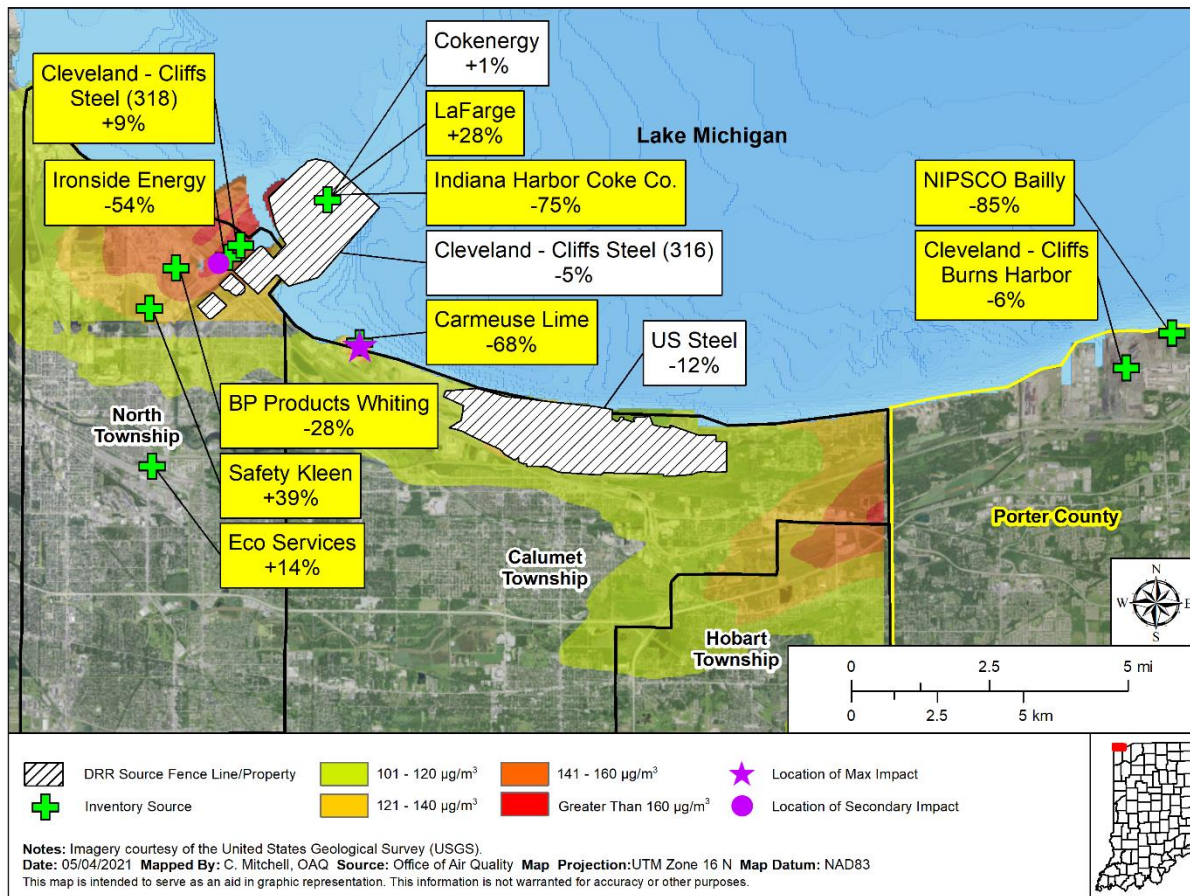 Cokenergy
+1%
Cleveland - Cliffs
Steel (318)
+9%
LaFarge
+28%
Lake Michigan
Ironside Energy
-54%
Indiana Harbor Coke Co.
-75%
NIPSCO Bailly
-85%
Cleveland - Cliffs Steel (316)
-5%
Cleveland - Cliffs
Burns Harbor
-6%
Carmeuse Lime
-68%
US Steel
-12%
BP Products Whiting
-28%
North
Township
Safety Kleen
+39%
Eco Services
+14%
Calumet
Township
Porter County
Hobart
Township
N
W E
S
0 2.5 5 mi
0 2.5 5 km
DRR Source Fence Line/Property
101 - 120 µg/m³
141 - 160 µg/m³
Location of Max Impact
Inventory Source
121 - 140 µg/m³
Greater Than 160 µg/m³
Location of Secondary Impact
Notes: Imagery courtesy of the United States Geological Survey (USGS).
Date: 05/04/2021 Mapped By: C. Mitchell, OAQ Source: Office of Air Quality Map Projection:UTM Zone 16 N Map Datum: NAD83
This map is intended to serve as an aid in graphic representation. This information is not warranted for accuracy or other purposes.